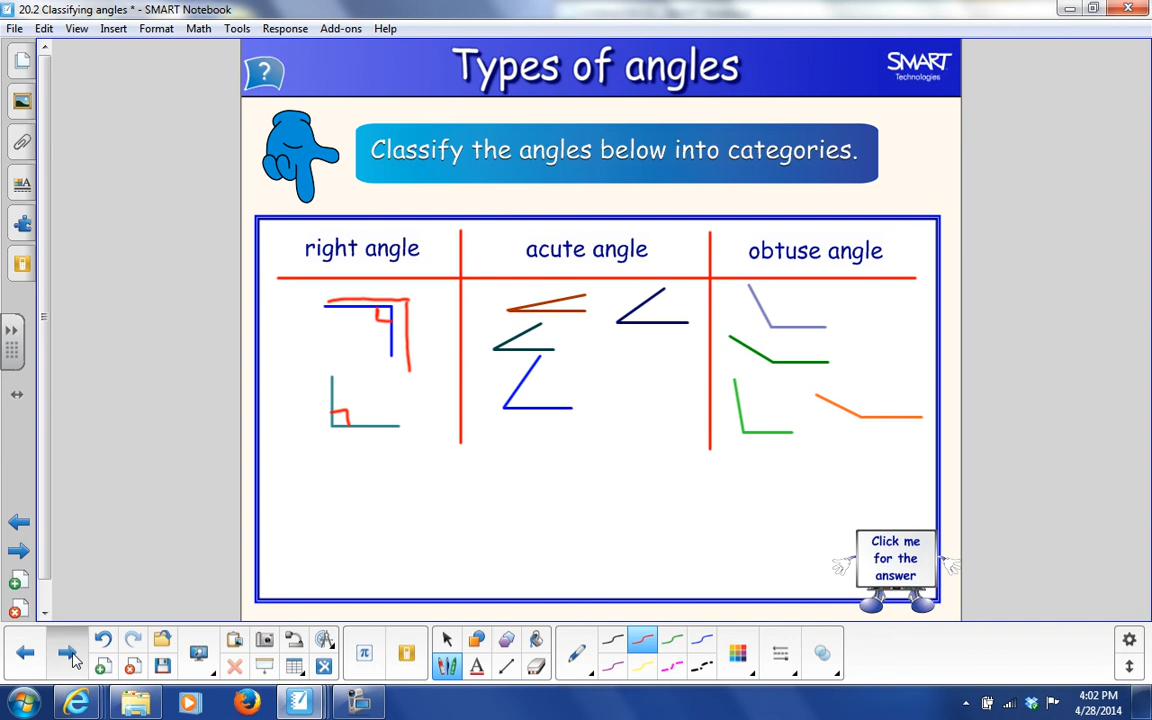 20.2 Classifying angles * - SMART Notebook
File Edit View Insert Format Math Tools Response Add-ons Help
?
Types of angles
SMART
Technologies
Classify the angles below into categories.
right angle acute angle obtuse angle
Click me
for the
answer
π
A
4:02 PM
4/28/2014